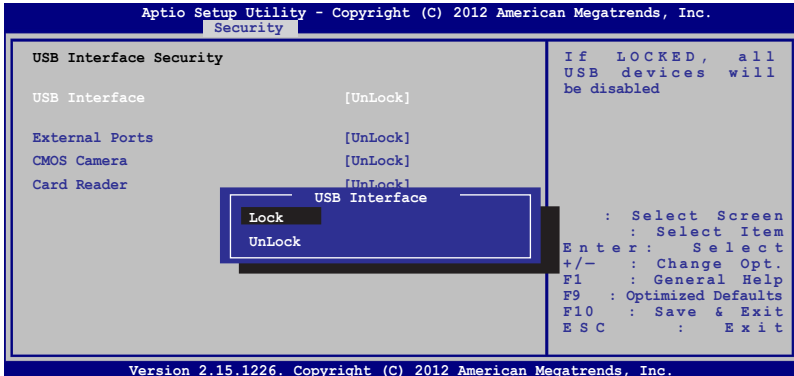 Aptio Setup Utility - Copyright (C) 2012 American Megatrends, Inc.
Security
USB Interface Security
USB Interface [UnLock]
External Ports [UnLock]
CMOS Camera [UnLock]
Card Reader [UnLock]
USB Interface
Lock
UnLock
If LOCKED, all
USB devices will
be disabled
: Select Screen
: Select Item
Enter: Select
+/— : Change Opt.
F1 : General Help
F9 : Optimized Defaults
F10 : Save & Exit
ESC : Exit
Version 2.15.1226. Copyright (C) 2012 American Megatrends, Inc.